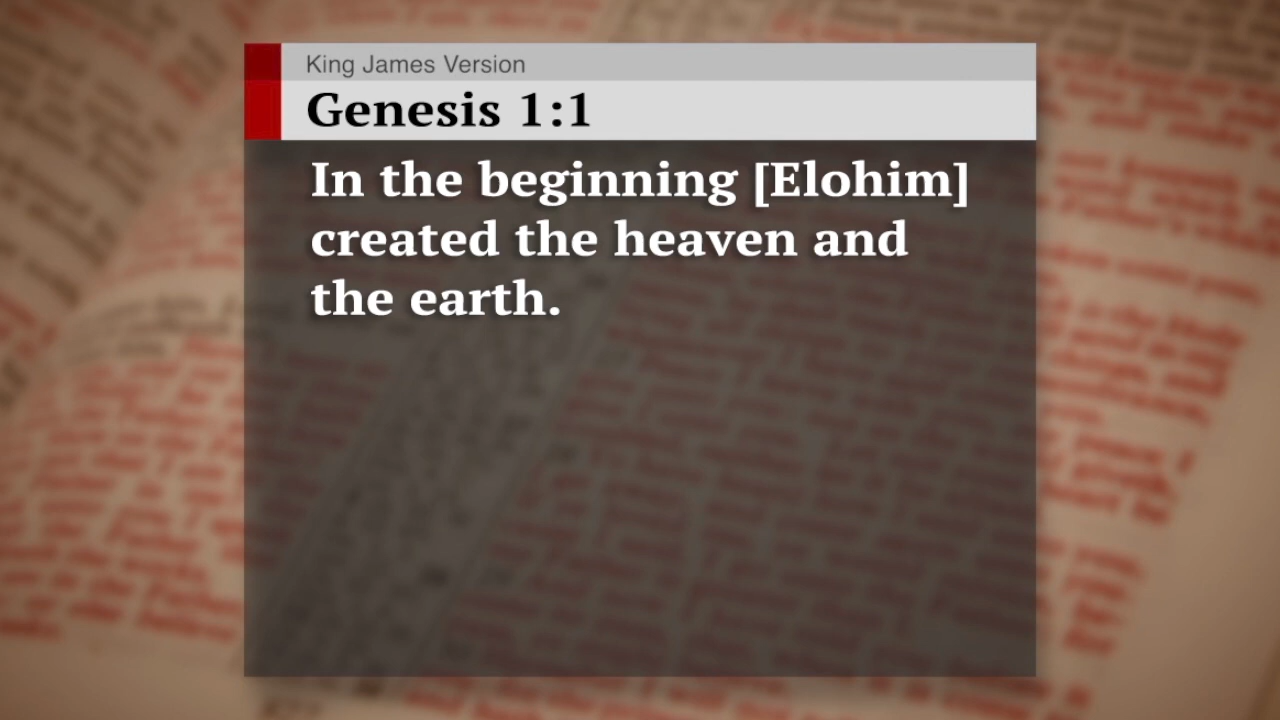 King James Version
Genesis 1:1
In the beginning [Elohim]
created the heaven and
the earth.